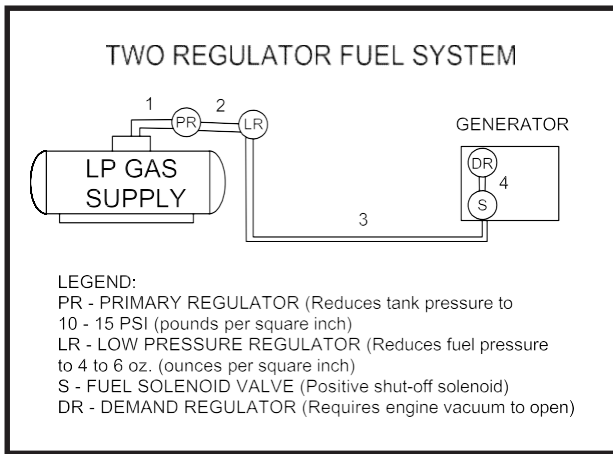 TWO REGULATOR FUEL SYSTEM
1
2
PR
LR
GENERATOR
LP GAS
SUPPLY
DR
4
S
3
LEGEND:
PR - PRIMARY REGULATOR (Reduces tank pressure to
10 - 15 PSI (pounds per square inch)
LR - LOW PRESSURE REGULATOR (Reduces fuel pressure
to 4 to 6 oz. (ounces per square inch)
S - FUEL SOLENOID VALVE (Positive shut-off solenoid)
DR - DEMAND REGULATOR (Requires engine vacuum to open)